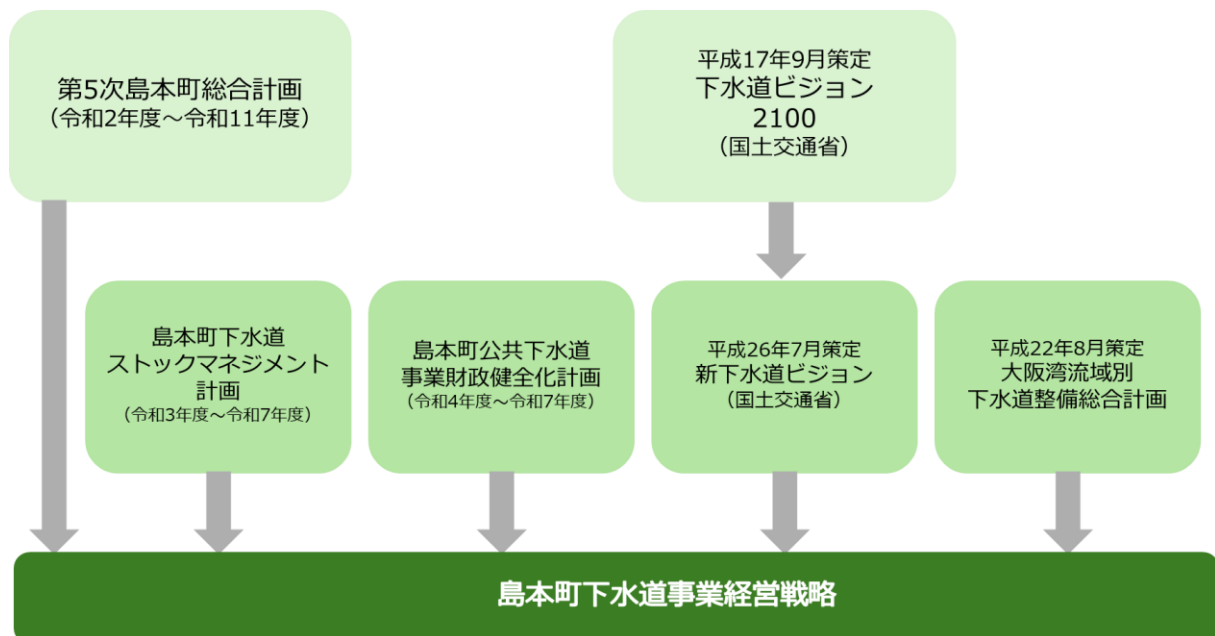 第5次島本町総合計画
（令和2年度～令和11年度）
平成17年9月策定
下水道ビジョン
2100
（国土交通省）
島本町下水道
ストックマネジメント
計画
（令和3年度～令和7年度）
島本町公共下水道
事業財政健全化計画
（令和4年度～令和7年度）
平成26年7月策定
新下水道ビジョン
（国土交通省）
平成22年8月策定
大阪湾流域別
下水道整備総合計画
島本町下水道事業経営戦略